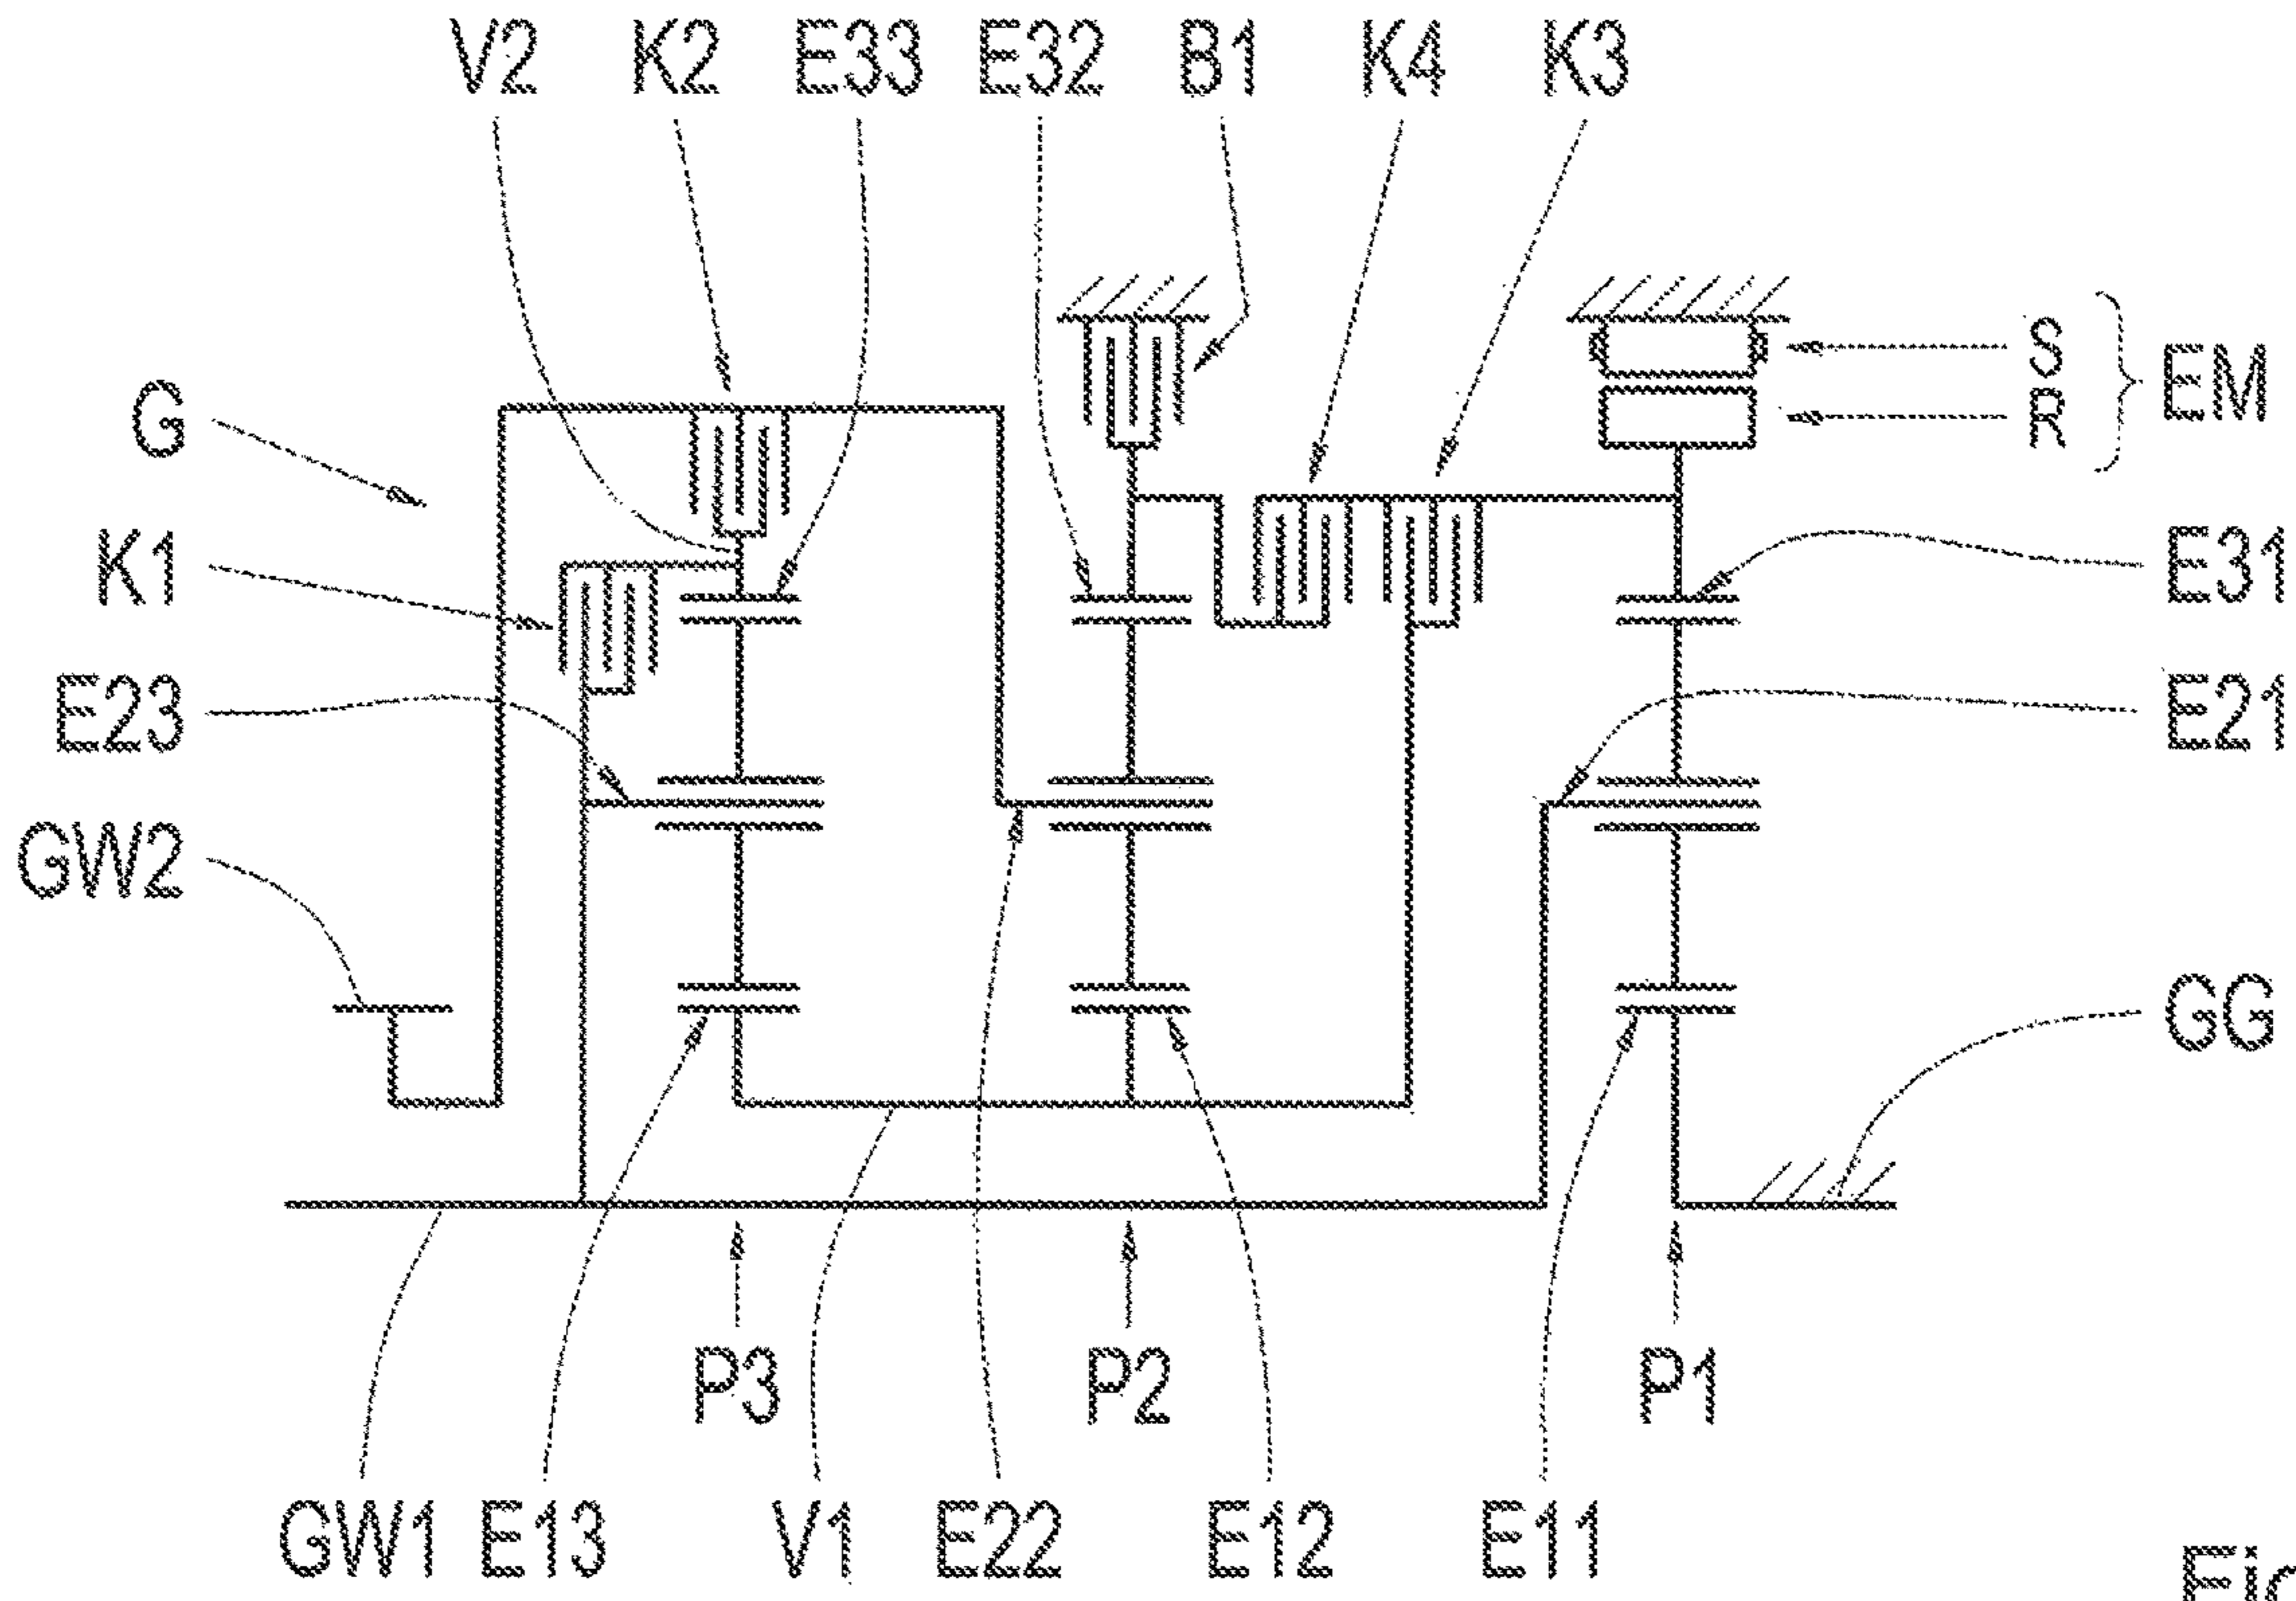 V2 K2 E33 E32 B1 K4 K3
S
R
EM
G
K1
E31
E23
E21
GW2
GG
P3 P2 P1
GW1 E13 V1 E22 E12 E11